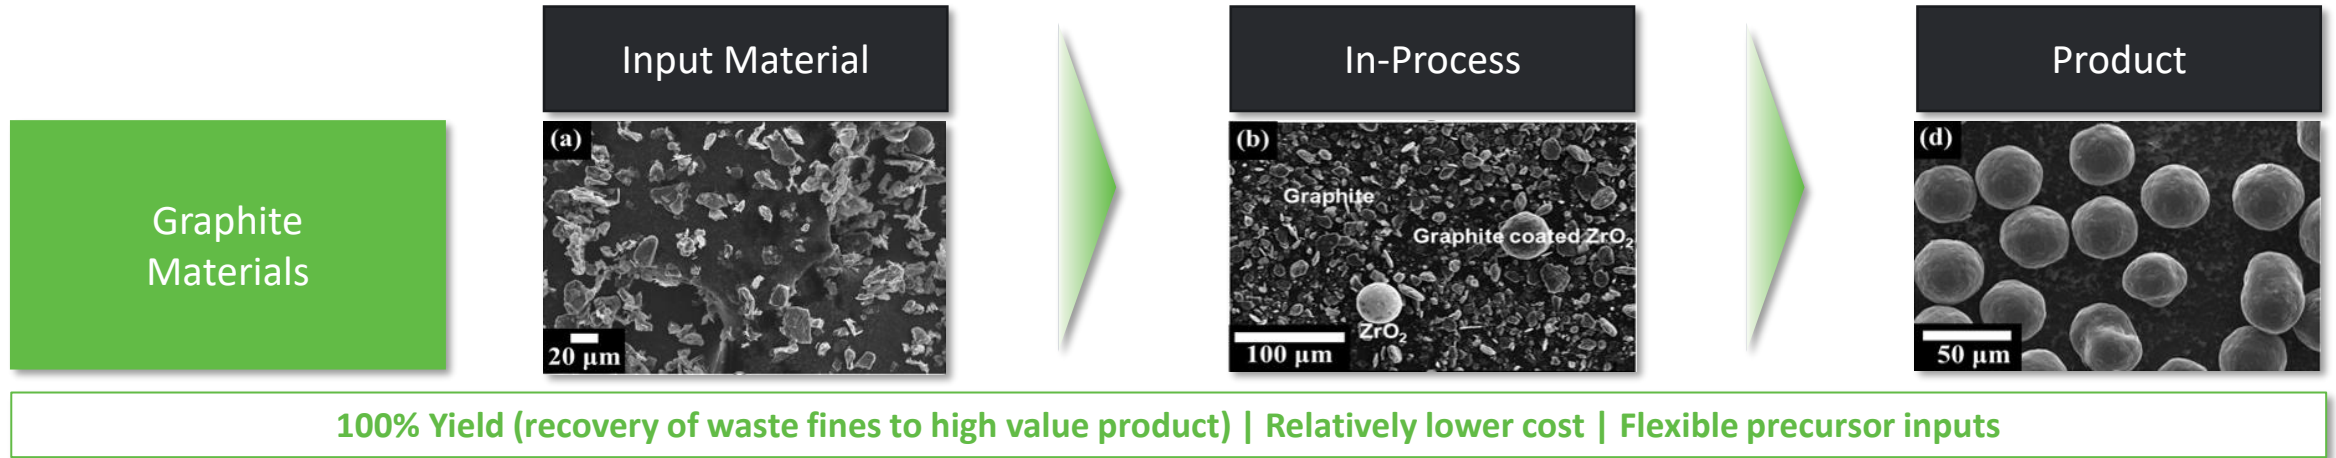 Input Material
In-Process
Product
Graphite
Materials
(a)
20 µm
(b)
Graphite
Graphite coated ZrO₂
ZrO₂
100 µm
(d)
50 µm
100% Yield (recovery of waste fines to high value product) | Relatively lower cost | Flexible precursor inputs